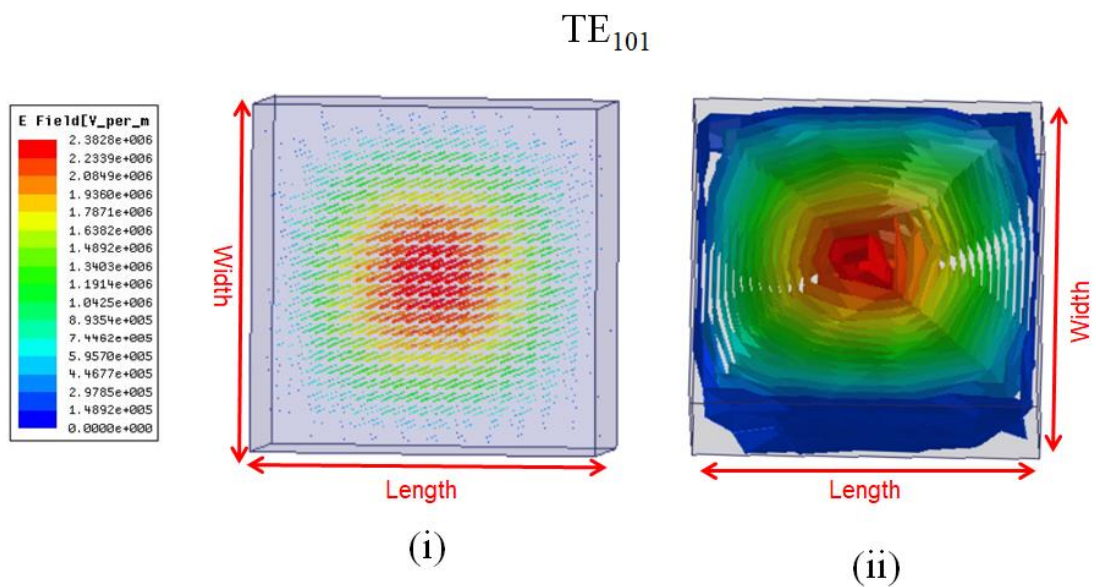 TE101
E Field[V_per_m
2.3828e+006
2.2339e+006
2.0849e+006
1.9360e+006
1.7871e+006
1.6382e+006
1.4892e+006
1.3403e+006
1.1914e+006
1.0425e+006
8.9354e+005
7.4462e+005
5.9570e+005
4.4677e+005
2.9785e+005
1.4892e+005
0.0000e+000
Width
Length
(i)
Width
Length
(ii)